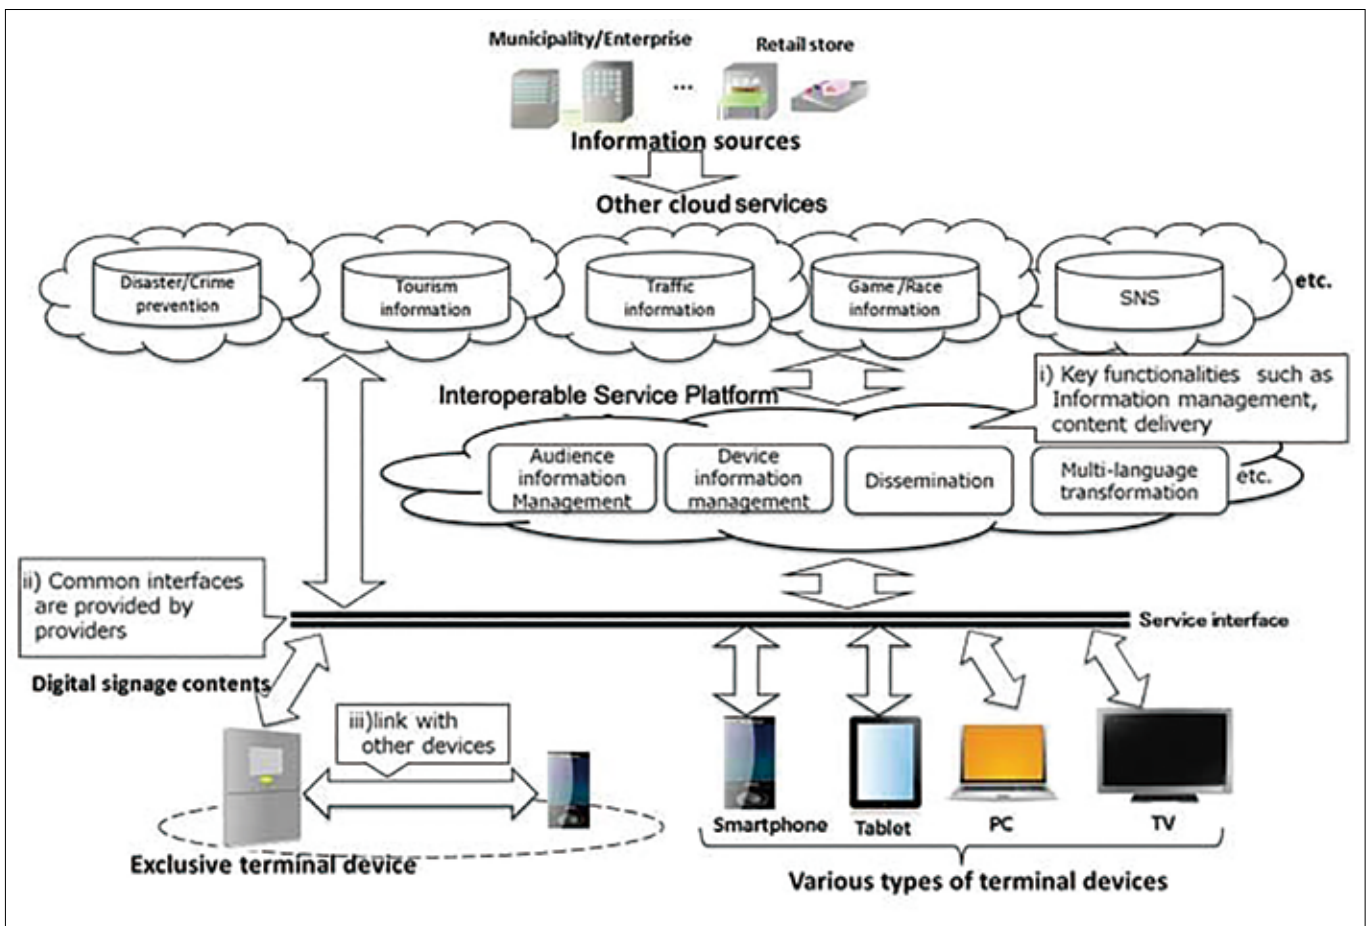 Municipality/Enterprise
Retail store
...
Information sources
Other cloud services
Disaster/Crime
prevention
Tourism
information
Traffic
information
Game/Race
information
SNS
etc.
i) Key functionalities such as
Information management,
content delivery
Interoperable Service Platform
Audience
information
Management
Device
information
management
Dissemination
Multi-language
transformation
etc.
ii) Common interfaces
are provided by
providers
Service interface
Digital signage contents
iii)link with
other devices
Smartphone
Tablet
PC
TV
Exclusive terminal device
Various types of terminal devices